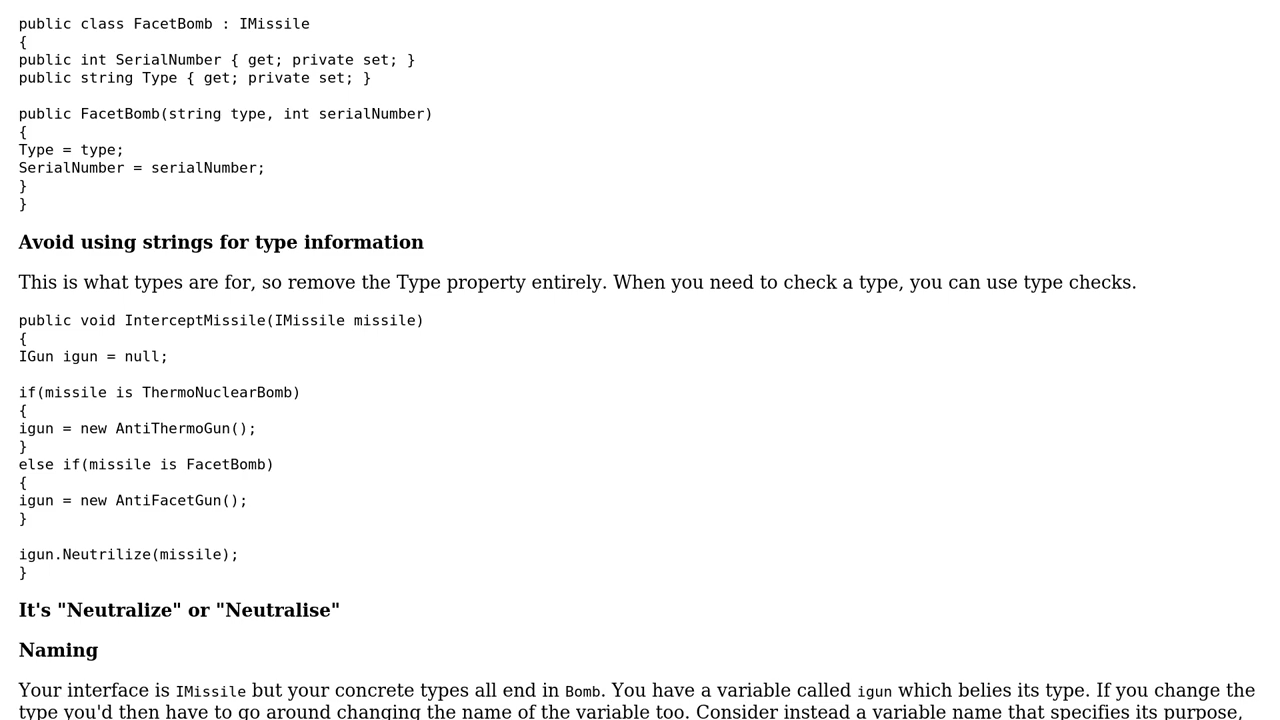 public class FacetBomb : IMissile
{
public int SerialNumber { get; private set; }
public string Type { get; private set; }

public FacetBomb(string type, int serialNumber)
{
Type = type;
SerialNumber = serialNumber;
}
}
Avoid using strings for type information
This is what types are for, so remove the Type property entirely. When you need to check a type, you can use type checks.
public void InterceptMissile(IMissile missile)
{
IGun igun = null;

if(missile is ThermoNuclearBomb)
{
igun = new AntiThermoGun();
}
else if(missile is FacetBomb)
{
igun = new AntiFacetGun();
}

igun.Neutrilize(missile);
}
It's "Neutralize" or "Neutralise"
Naming
Your interface is IMissile but your concrete types all end in Bomb. You have a variable called igun which belies its type. If you change the
type you'd then have to go around changing the name of the variable too. Consider instead a variable name that specifies its purpose,